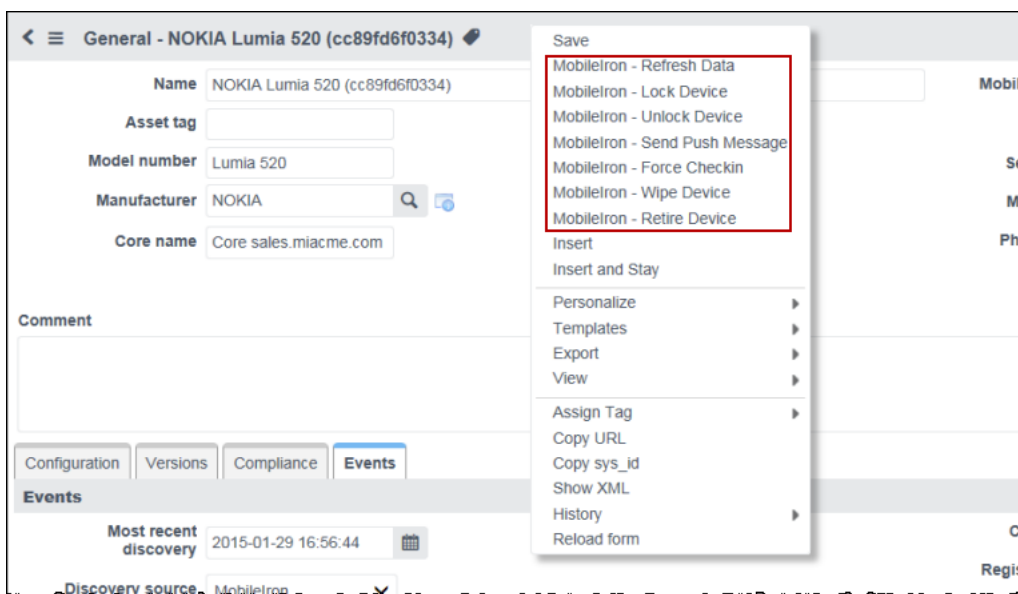 General - NOKIA Lumia 520 (cc89fd6f0334)
Name NOKIA Lumia 520 (cc89fd6f0334)
Asset tag
Model number Lumia 520
Manufacturer NOKIA
Core name Core sales.miacme.com
Comment
Save
MobileIron - Refresh Data
MobileIron - Lock Device
MobileIron - Unlock Device
MobileIron - Send Push Message
MobileIron - Force Checkin
MobileIron - Wipe Device
MobileIron - Retire Device
Insert
Insert and Stay
Personalize
Templates
Export
View
Assign Tag
Copy URL
Copy sys_id
Show XML
History
Reload form
Configuration Versions Compliance Events
Events
Most recent
discovery 2015-01-29 16:56:44
Discovery source MobileIron